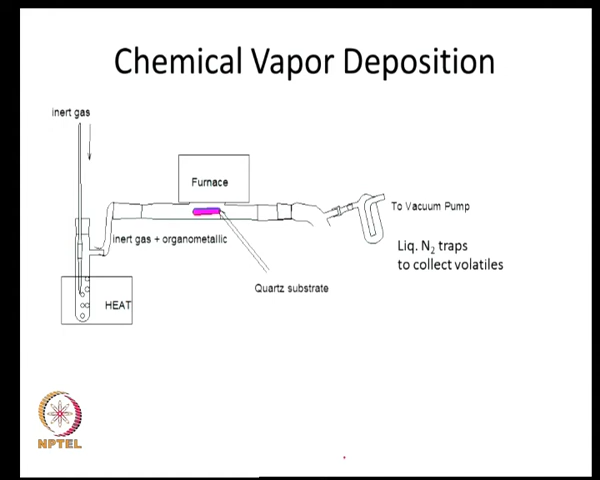 Chemical Vapor Deposition
inert gas
Furnace
To Vacuum Pump
inert gas + organometallic
Liq. N2 traps
to collect volatiles
Quartz substrate
HEAT
NPTEL